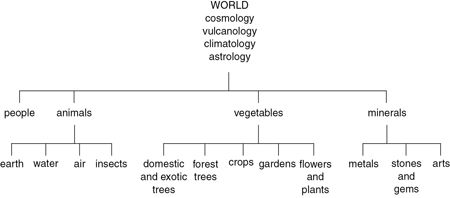 WORLD
cosmology
vulcanology
climatology
astrology
people animals vegetables minerals
earth water air insects domestic forest crops gardens flowers metals stones arts
and exotic trees and and
trees plants gems